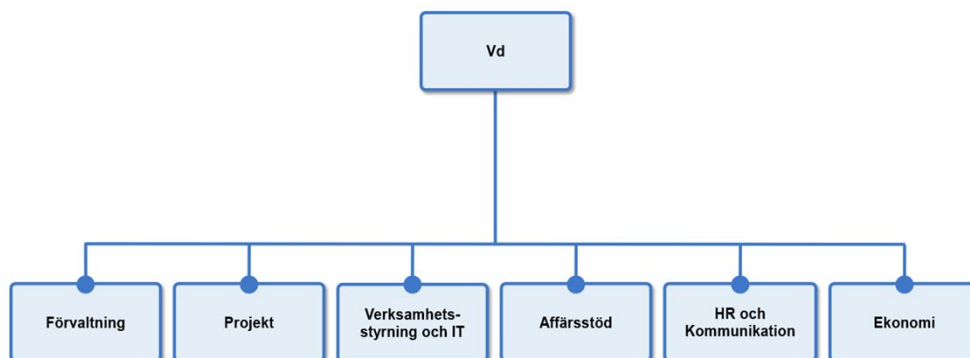 Vd
Förvaltning
Projekt
Verksamhets-
styrning och IT
Affärsstöd
HR och
Kommunikation
Ekonomi